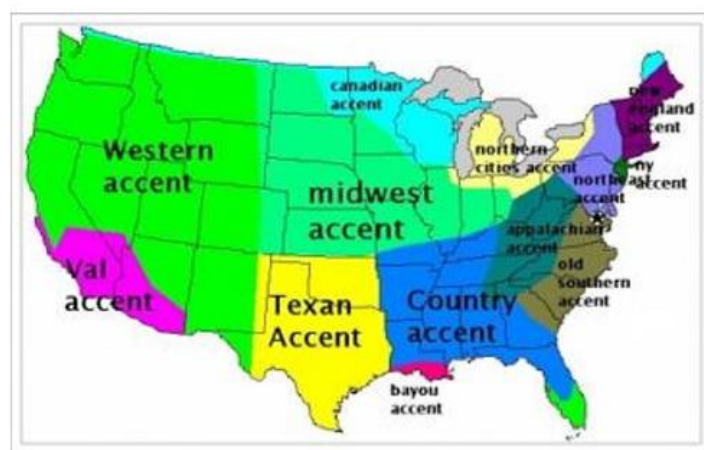 canadian
accent
new
england
accent
Western
accent
northern
cities accent
ny
accent
northeast
accent
midwest
accent
appalachian
accent
old
southern
accent
Val
accent
Texan
Accent
Country
accent
bayou
accent